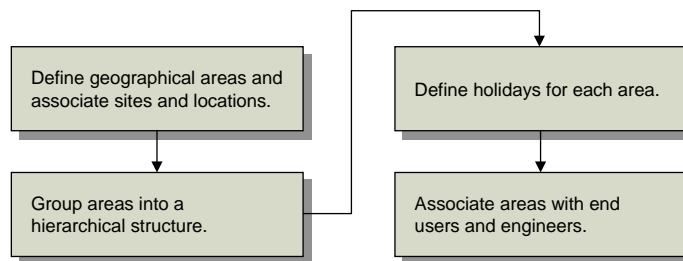 Define geographical areas and
associate sites and locations.
Group areas into a
hierarchical structure.
Define holidays for each area.
Associate areas with end
users and engineers.